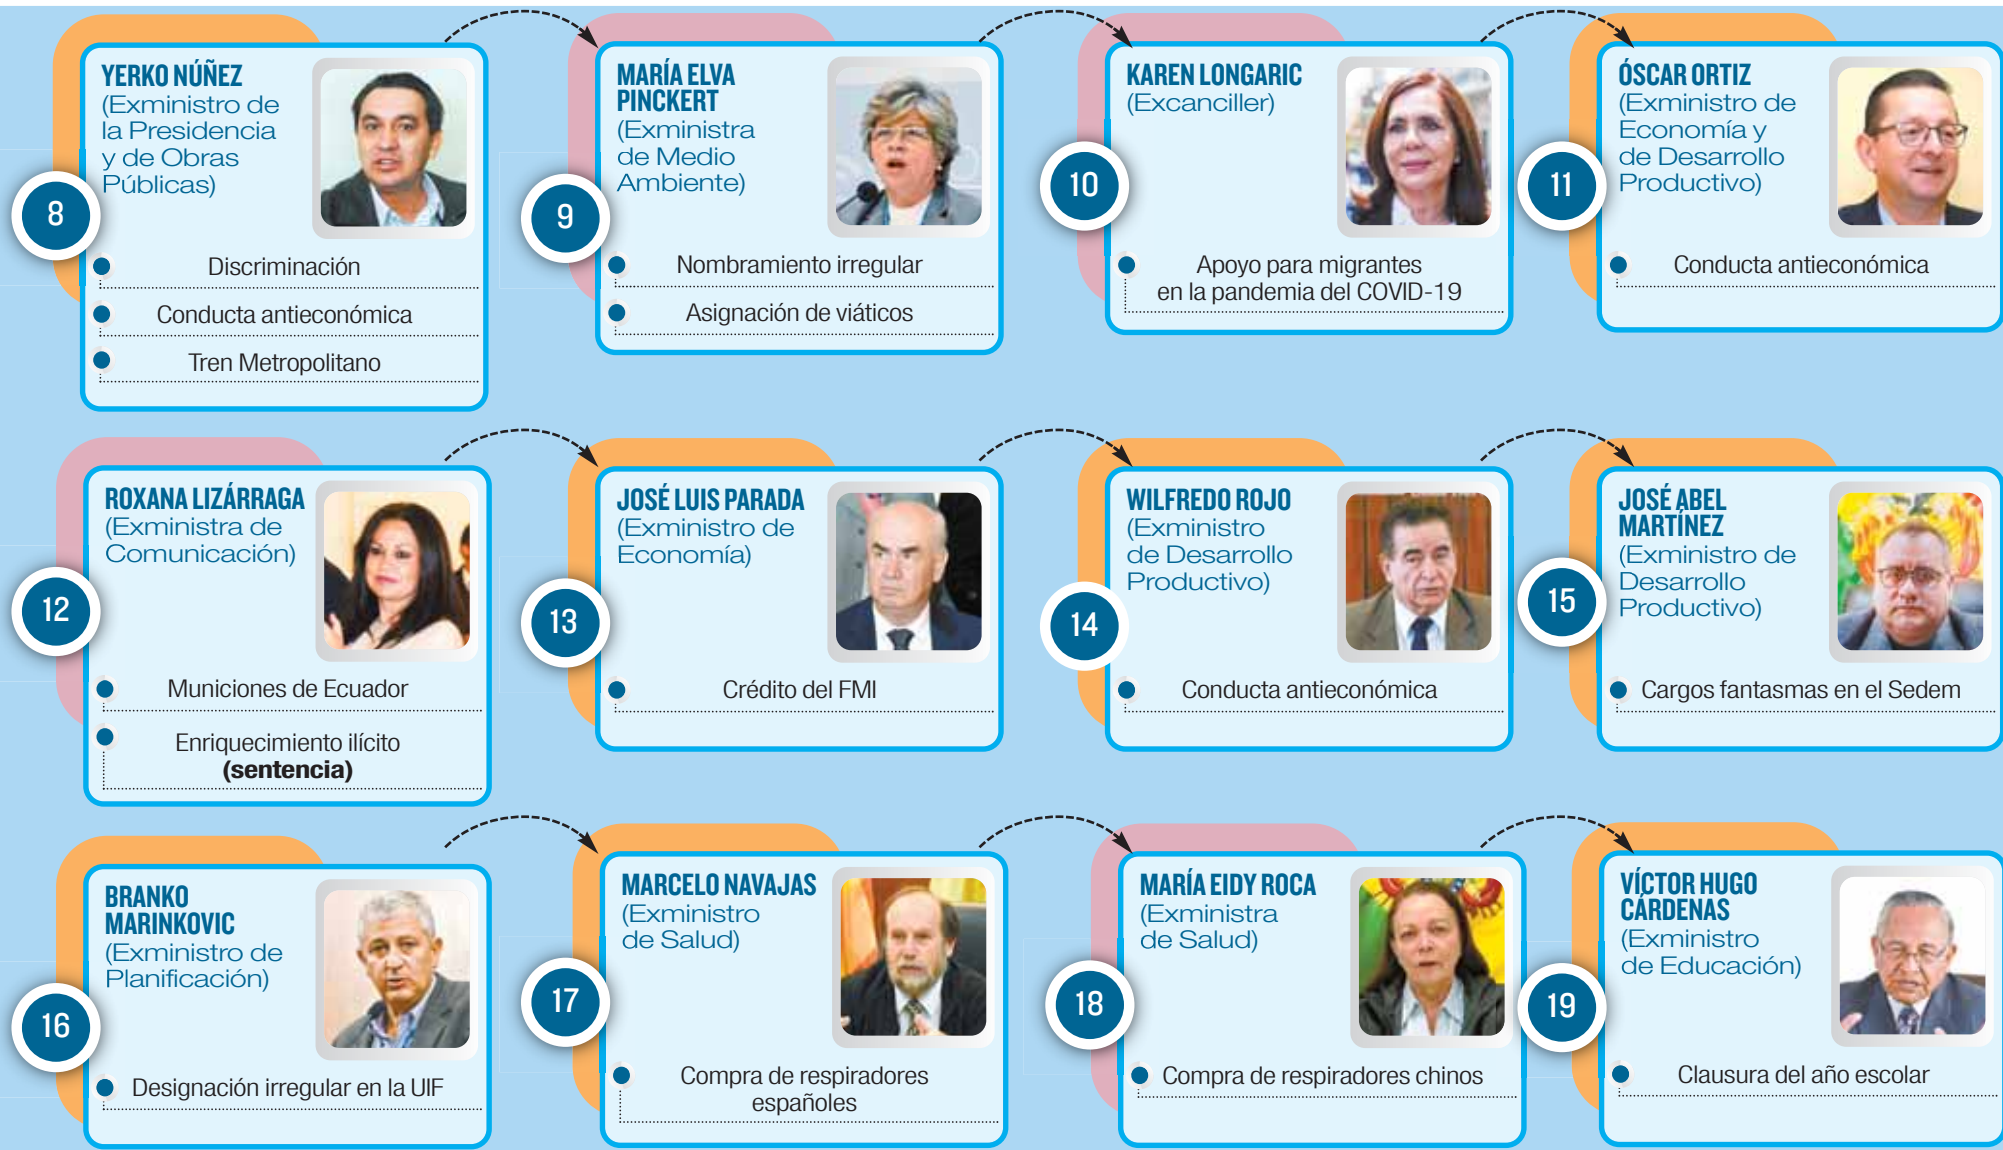 YERKO NÚÑEZ
(Exministro de
la Presidencia
y de Obras
Públicas)
8
Discriminación
Conducta antieconómica
Tren Metropolitano
MARÍA ELVA
PINCKERT
(Exministra
de Medio
Ambiente)
9
Nombramiento irregular
Asignación de viáticos
KAREN LONGARIC
(Excanciller)
10
Apoyo para migrantes
en la pandemia del COVID-19
ÓSCAR ORTIZ
(Exministro de
Economía y
de Desarrollo
Productivo)
11
Conducta antieconómica
ROXANA LIZÁRRAGA
(Exministra de
Comunicación)
12
Municiones de Ecuador
Enriquecimiento ilícito
(sentencia)
JOSÉ LUIS PARADA
(Exministro de
Economía)
13
Crédito del FMI
WILFREDO ROJO
(Exministro
de Desarrollo
Productivo)
14
Conducta antieconómica
JOSÉ ABEL
MARTÍNEZ
(Exministro de
Desarrollo
Productivo)
15
Cargos fantasmas en el Sedem
BRANKO
MARINKOVIC
(Exministro de
Planificación)
16
Designación irregular en la UIF
MARCELO NAVAJAS
(Exministro
de Salud)
17
Compra de respiradores
españoles
MARÍA EIDY ROCA
(Exministra
de Salud)
18
Compra de respiradores chinos
VÍCTOR HUGO
CÁRDENAS
(Exministro
de Educación)
19
Clausura del año escolar